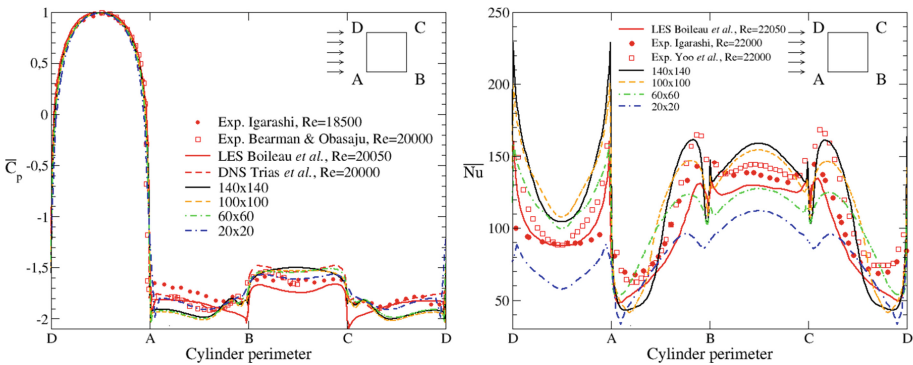 D
C
A
B
Exp. Igarashi, Re=18500
Exp. Bearman & Obasaju, Re=20000
LES Boileau et al., Re=20050
DNS Trias et al., Re=20000
140x140
100x100
60x60
20x20
1
0,5
0
-0,5
-1
-1,5
-2
Cp
D
A
B
C
D
Cylinder perimeter
D
C
A
B
LES Boileau et al., Re=22050
Exp. Igarashi, Re=22000
Exp. Yoo et al., Re=22000
140x140
100x100
60x60
20x20
250
200
150
100
50
Nu
D
A
B
C
D
Cylinder perimeter